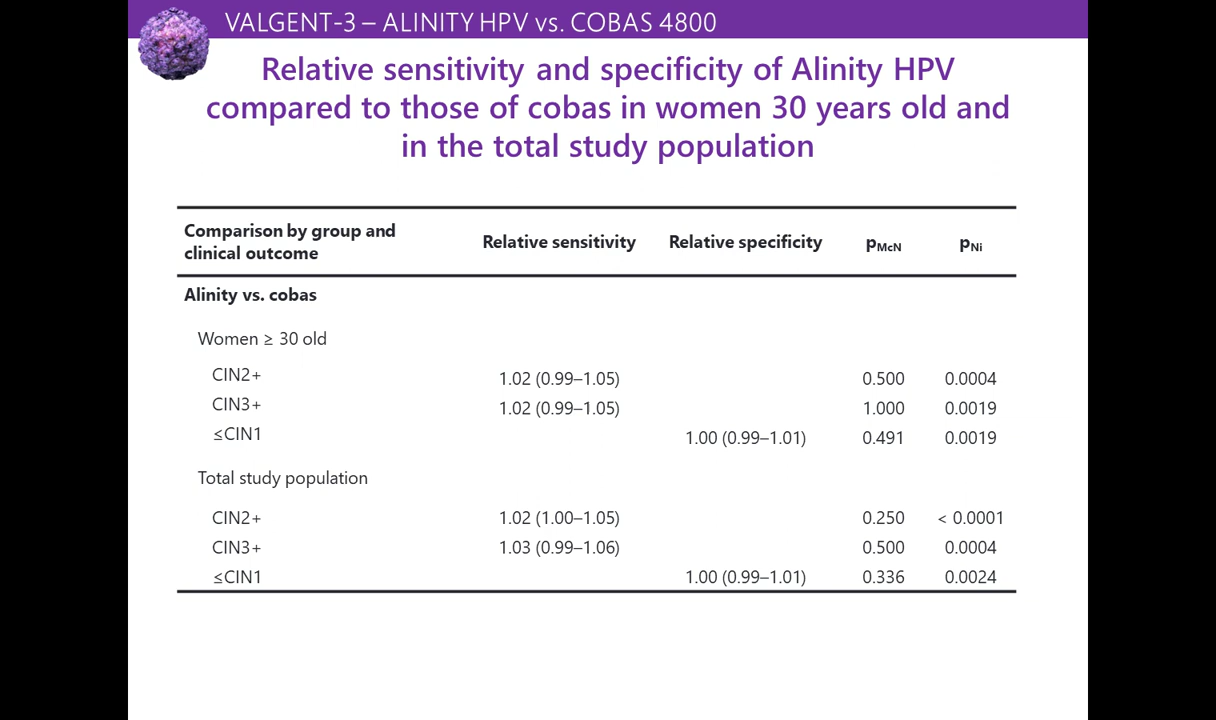 VALGENT-3 – ALINITY HPV vs. COBAS 4800
Relative sensitivity and specificity of Alinity HPV
compared to those of cobas in women 30 years old and
in the total study population
Comparison by group and
clinical outcome
Relative sensitivity
Relative specificity
pMcN
pNi
Alinity vs. cobas
Women ≥ 30 old
CIN2+ 1.02 (0.99–1.05) 0.500 0.0004
CIN3+ 1.02 (0.99–1.05) 1.000 0.0019
≤CIN1 1.00 (0.99–1.01) 0.491 0.0019
Total study population
CIN2+ 1.02 (1.00–1.05) 0.250 < 0.0001
CIN3+ 1.03 (0.99–1.06) 0.500 0.0004
≤CIN1 1.00 (0.99–1.01) 0.336 0.0024